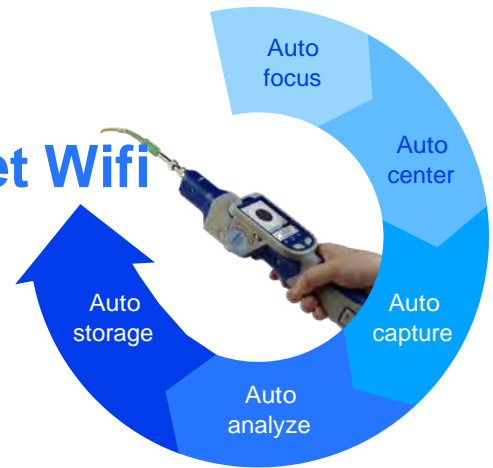 Auto
focus
Auto
center
et Wifi
Auto
capture
Auto
storage
Auto
analyze